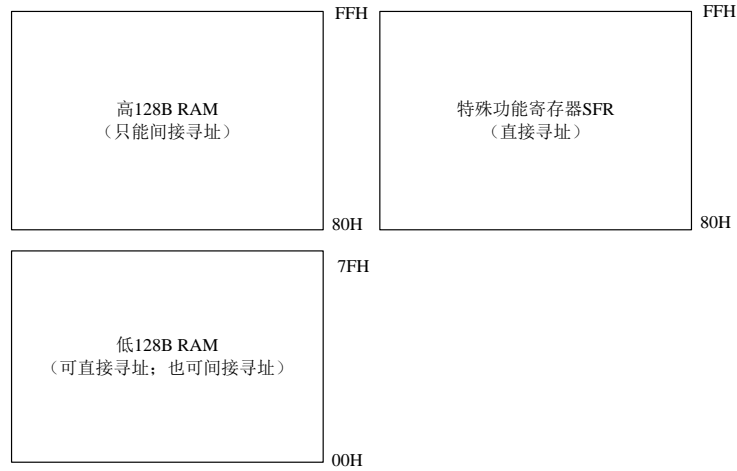 FFH
高128B RAM
（只能间接寻址）
80H
FFH
特殊功能寄存器SFR
（直接寻址）
80H
7FH
低128B RAM
（可直接寻址；也可间接寻址）
00H